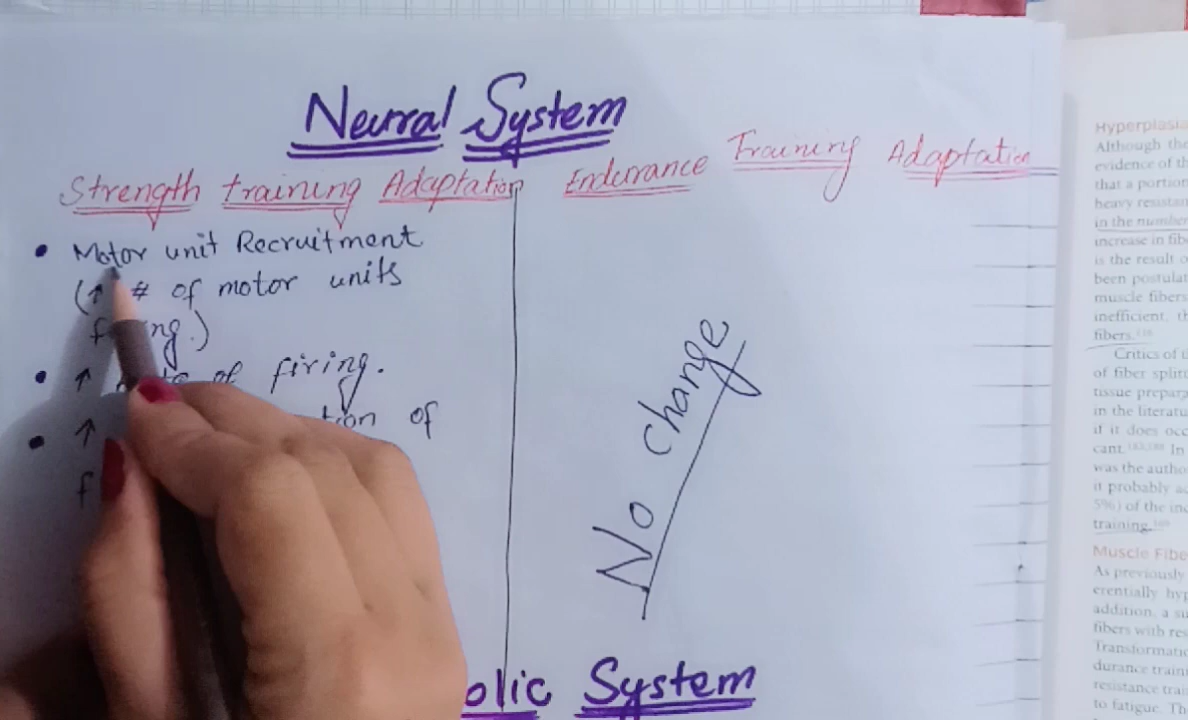 Neural System
Strength training Adaptation
Endurance Training Adaptation
• Motor unit Recruitment
(↑ # of motor units
firing.)
• ↑ of firing.
• ↑ of
No change
System
Hyperplasia
Although the
evidence of th
that a portion
heavy resistan
in the number
increase in fib
is the result o
been postulat
muscle fibers
inefficient, th
fibers.
Critics of
of fiber split
tissue prepar
in the literatu
if it does occ
cant. In
was the autho
it probably a
5%) of the in
training.
Muscle Fibe
As previously
erentially hyp
addition, a su
fibers with res
Transformatio
durance traini
resistance trai
to fatigue. Th